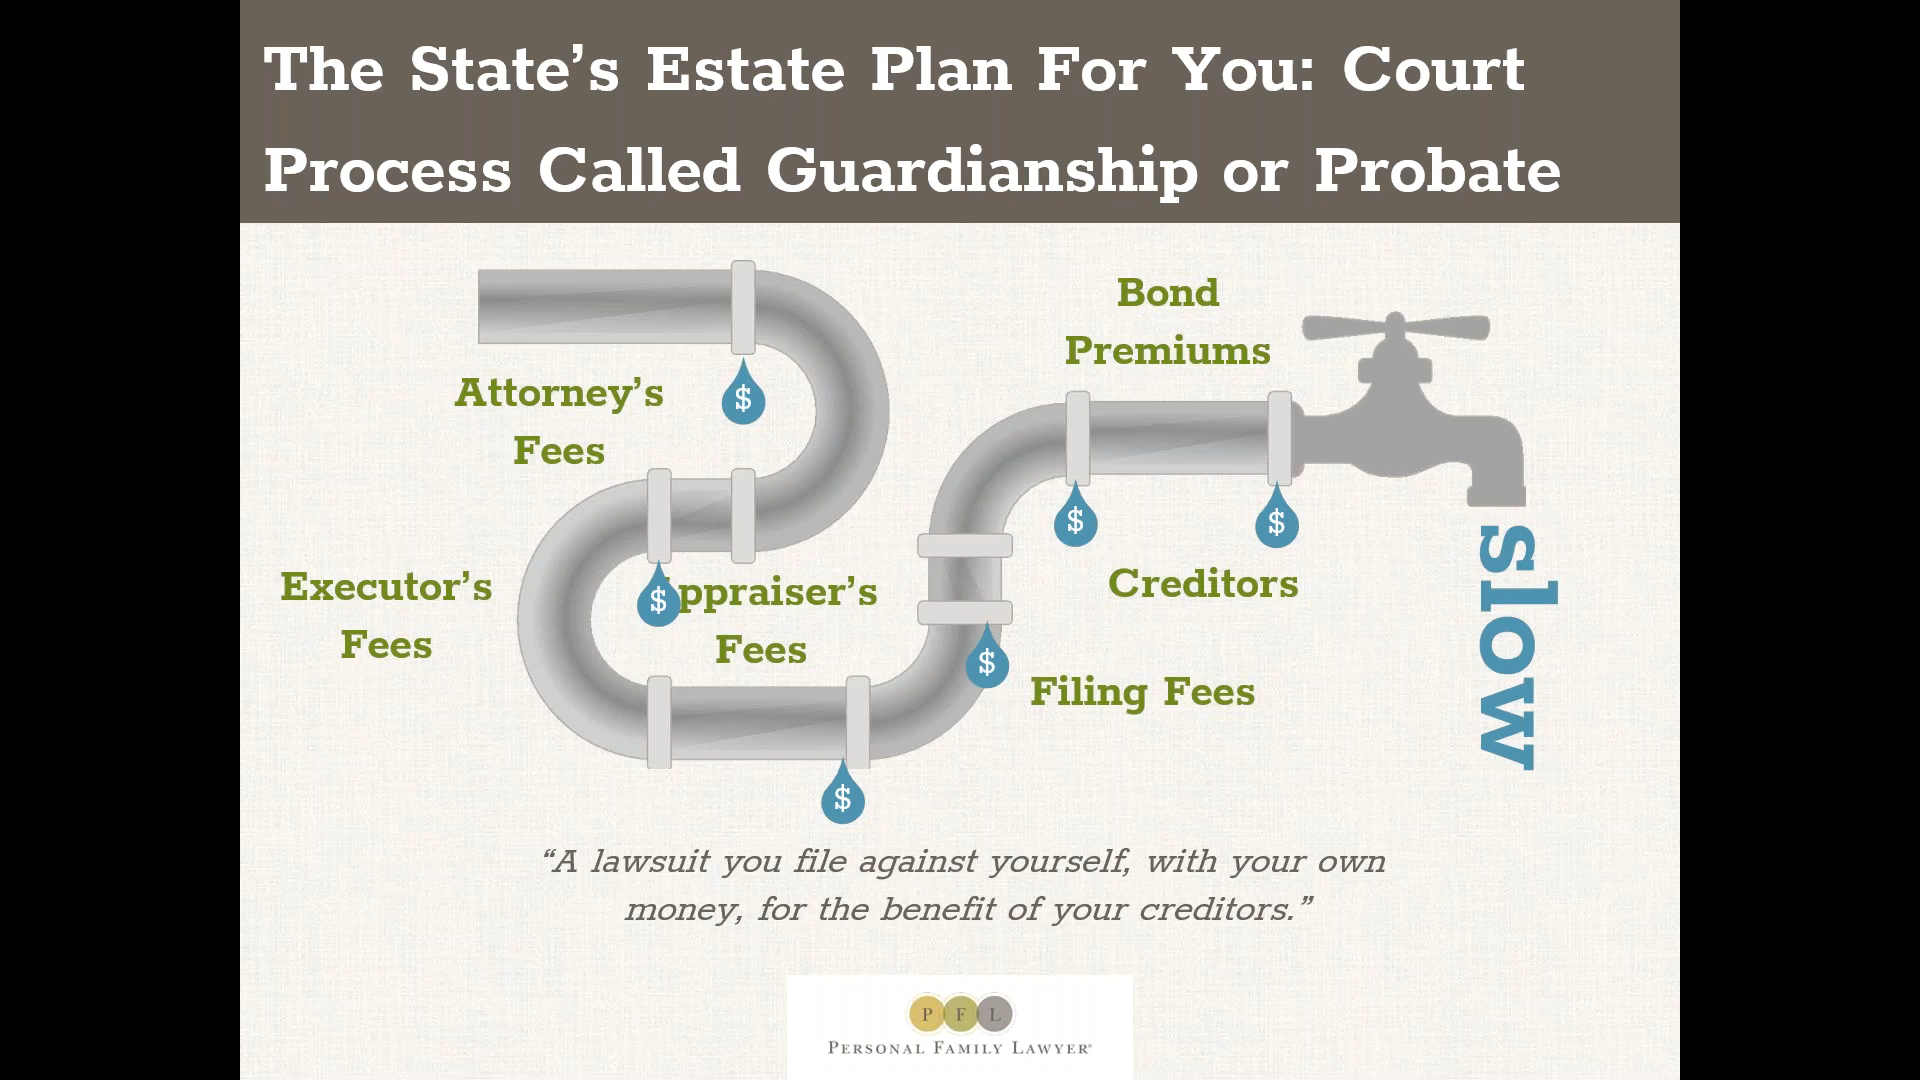 The State’s Estate Plan For You: Court
Process Called Guardianship or Probate
Bond
Premiums
Attorney’s
Fees
$
$
$
Executor’s
Fees
$
ppraiser’s
Fees
Creditors
$
Filing Fees
$
slow
“A lawsuit you file against yourself, with your own
money, for the benefit of your creditors.”
P F L
PERSONAL FAMILY LAWYER®